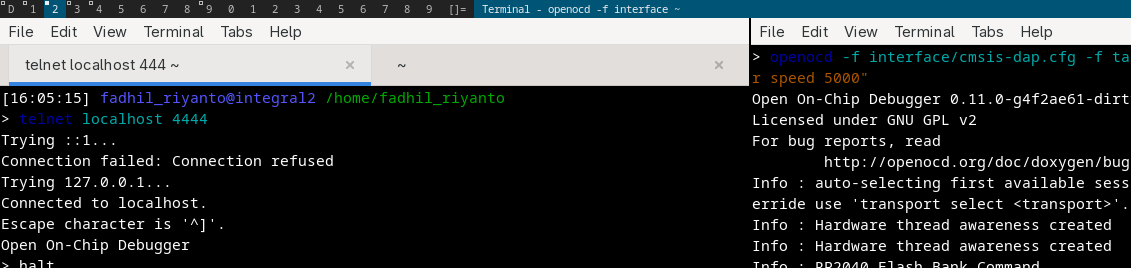 D 1 2 3 4 5 6 7 8 9 0 1 2 3 4 5 6 7 8 9 []= Terminal - openocd -f interface ~
File Edit View Terminal Tabs Help
telnet localhost 444 ~ × ~ ×
[16:05:15] fadhil_riyanto@integral2 /home/fadhil_riyanto
> telnet localhost 4444
Trying ::1...
Connection failed: Connection refused
Trying 127.0.0.1...
Connected to localhost.
Escape character is '^]'.
Open On-Chip Debugger
> halt
File Edit View Terminal Tabs Help
> openocd -f interface/cmsis-dap.cfg -f ta
r speed 5000"
Open On-Chip Debugger 0.11.0-g4f2ae61-dirt
Licensed under GNU GPL v2
For bug reports, read
http://openocd.org/doc/doxygen/bug
Info : auto-selecting first available sess
erride use 'transport select <transport>'.
Info : Hardware thread awareness created
Info : Hardware thread awareness created
Info : RP2040 Flash Bank Command